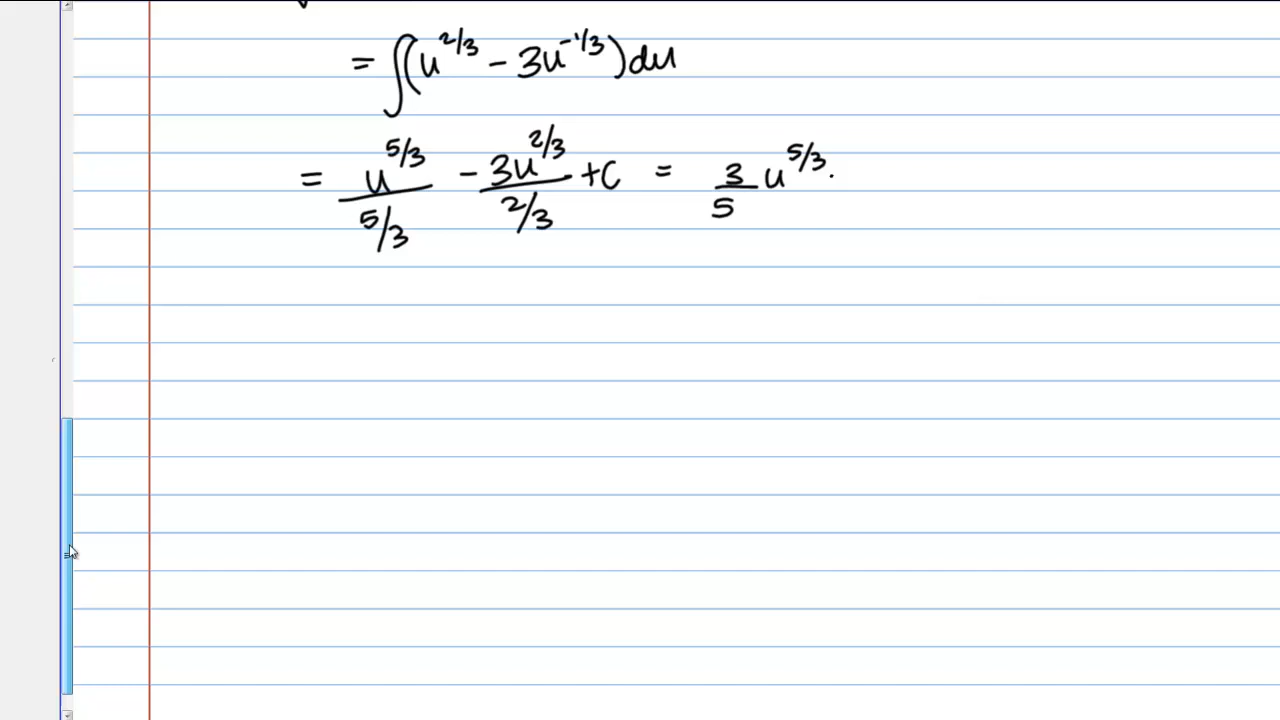 = ∫(u^{2/3} - 3u^{-1/3})du
= u^{5/3}/(5/3) - 3u^{2/3}/(2/3) + C = 3/5 u^{5/3}